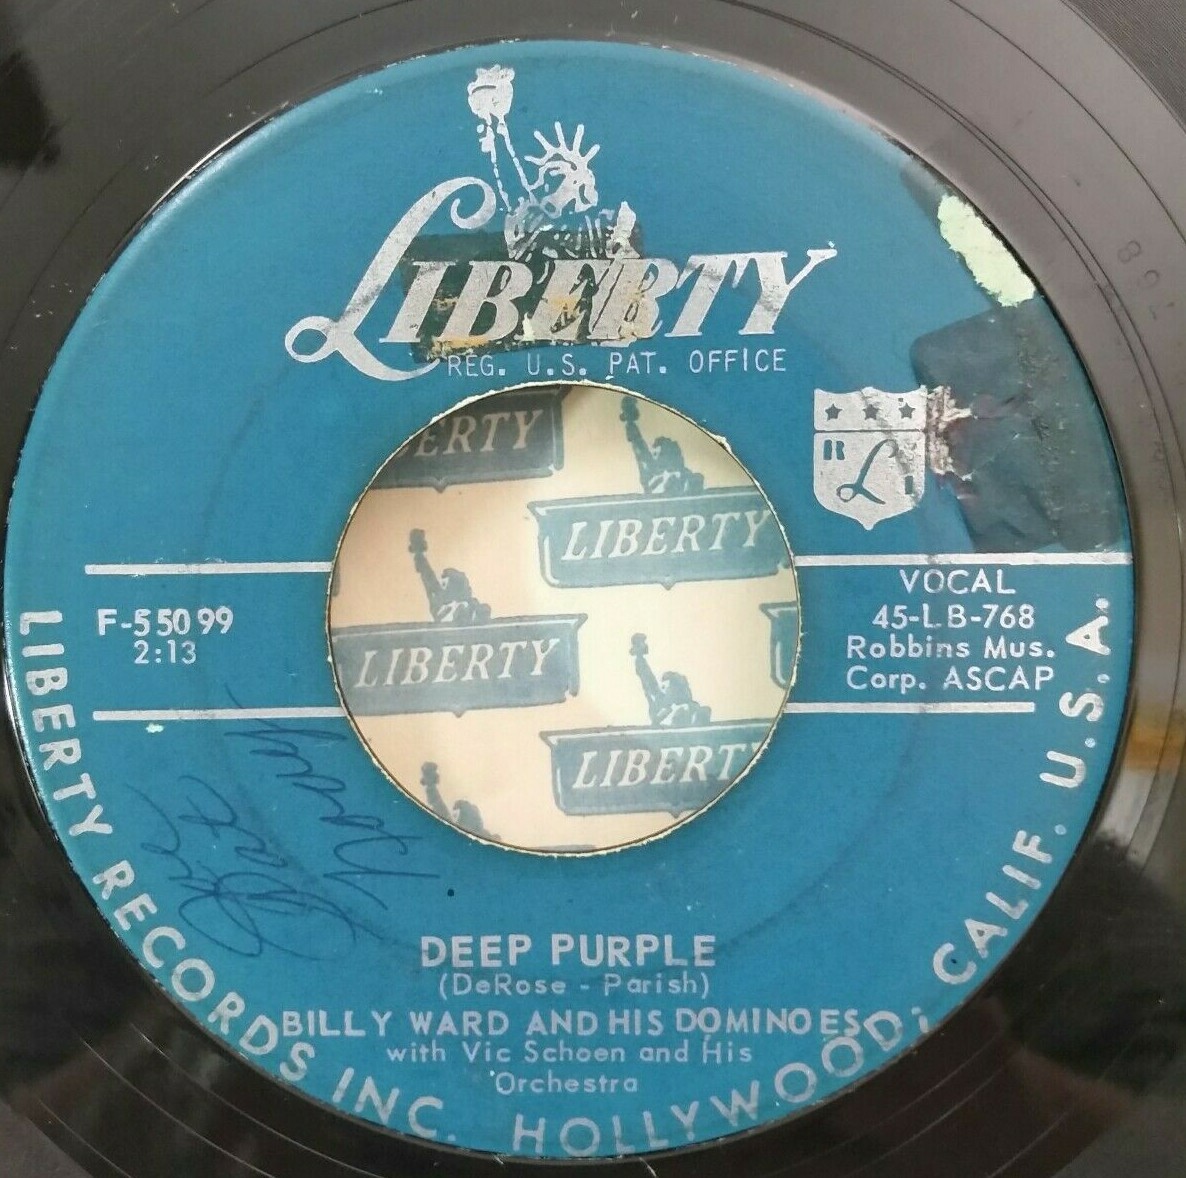 LIBERTY
REG. U.S. PAT. OFFICE
R L I
ERTY
LIBERTY
LIBERTY
LIBERTY
F-55099
2:13
VOCAL
45-LB-768
Robbins Mus.
Corp. ASCAP
768
DEEP PURPLE
(DeRose - Parish)
BILLY WARD AND HIS DOMINOES
with Vic Schoen and His
Orchestra
LIBERTY RECORDS INC. HOLLYWOOD, CALIF. U.S.A.